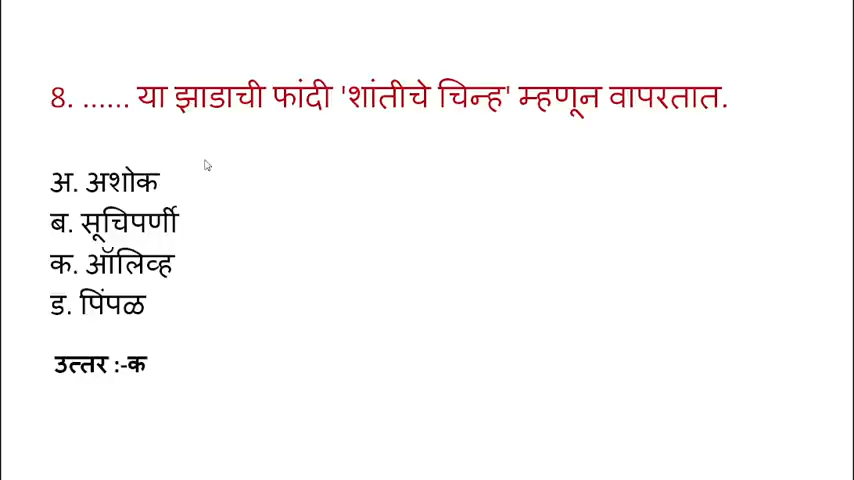 8. ...... या झाडाची फांदी 'शांतीचे चिन्ह' म्हणून वापरतात.
अ. अशोक
ब. सूचिपर्णी
क. ऑलिव्ह
ड. पिंपळ
उत्तर :-क